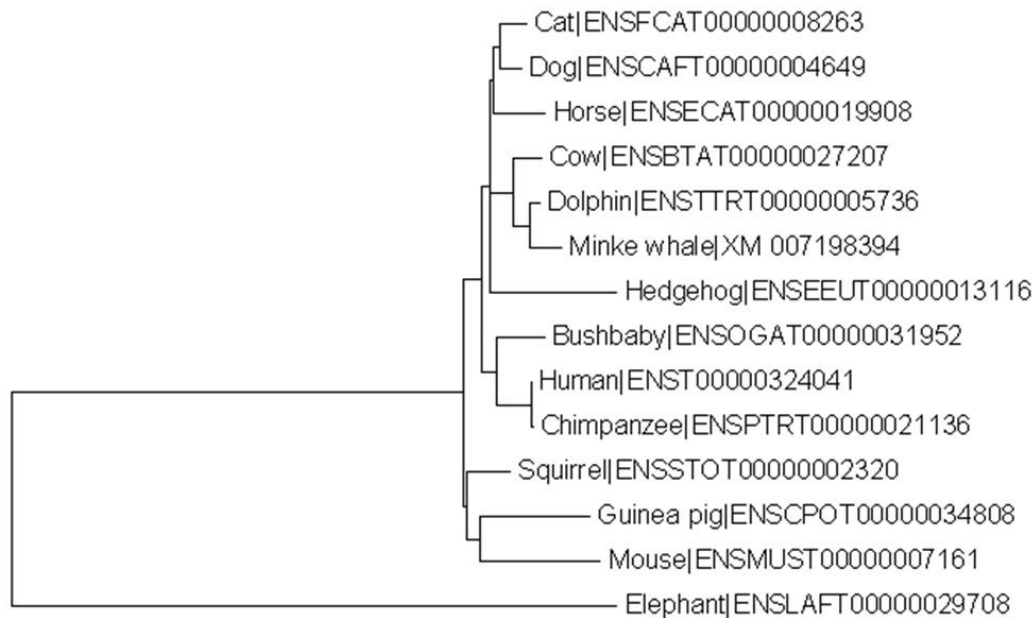 Cat|ENSFCAT00000008263
Dog|ENSCAFT00000004649
Horse|ENSECAT00000019908
Cow|ENSBTAT00000027207
Dolphin|ENSTTRT00000005736
Minke whale|XM 007198394
Hedgehog|ENSEEUT00000013116
Bushbaby|ENSOGAT00000031952
Human|ENST00000324041
Chimpanzee|ENSPTRT00000021136
Squirrel|ENSSTOT00000002320
Guinea pig|ENSCPOT00000034808
Mouse|ENSMUST00000007161
Elephant|ENSLAFT00000029708